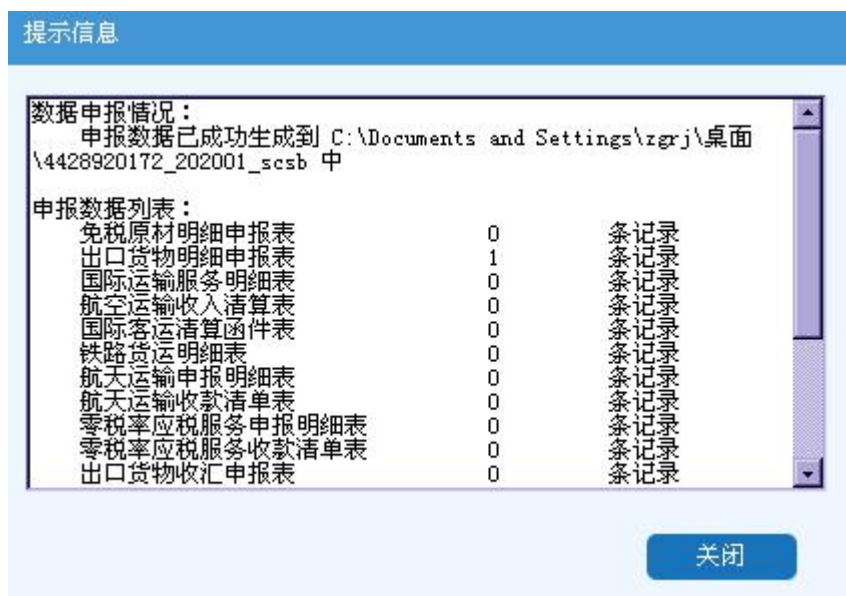 提示信息
数据申报情况：
申报数据已成功生成到 C:\Documents and Settings\zgrj\桌面
\4428920172_202001_scsb 中
申报数据列表：
免税原材明细申报表 0 条记录
出口货物明细申报表 1 条记录
国际运输服务明细表 0 条记录
航空运输收入清算表 0 条记录
国际客运清算函件表 0 条记录
铁路货运明细表 0 条记录
航天运输申报明细表 0 条记录
航天运输收款清单表 0 条记录
零税率应税服务申报明细表 0 条记录
零税率应税服务收款清单表 0 条记录
出口货物收汇申报表 0 条记录
关闭